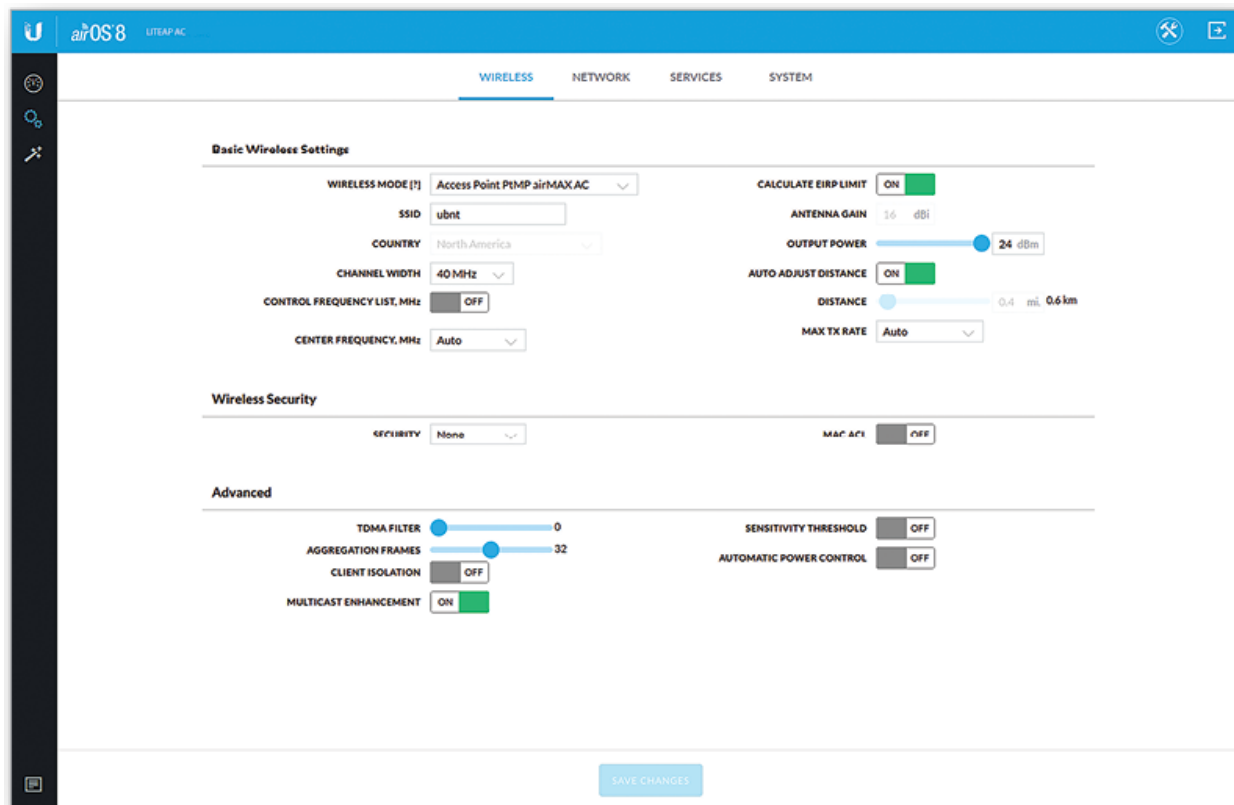 airOS 8 LITEAP AC
WIRELESS NETWORK SERVICES SYSTEM
Basic Wireless Settings
WIRELESS MODE [?] Access Point PtMP airMAX AC
SSID ubnt
COUNTRY North America
CHANNEL WIDTH 40 MHz
CONTROL FREQUENCY LIST, MHz OFF
CENTER FREQUENCY, MHz Auto
CALCULATE EIRP LIMIT ON
ANTENNA GAIN 16 dBi
OUTPUT POWER 24 dBm
AUTO ADJUST DISTANCE ON
DISTANCE 0.4 mi, 0.6 km
MAX TX RATE Auto
Wireless Security
SECURITY None
MAC ACL OFF
Advanced
TDMA FILTER 0
AGGREGATION FRAMES 32
CLIENT ISOLATION OFF
MULTICAST ENHANCEMENT ON
SENSITIVITY THRESHOLD OFF
AUTOMATIC POWER CONTROL OFF
SAVE CHANGES